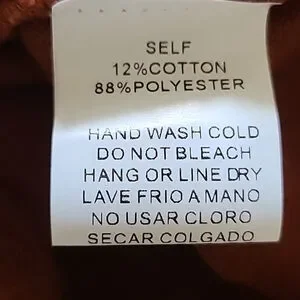 SELF
12%COTTON
88%POLYESTER
HAND WASH COLD
DO NOT BLEACH
HANG OR LINE DRY
LAVE FRIO A MANO
NO USAR CLORO
SECAR COLGADO